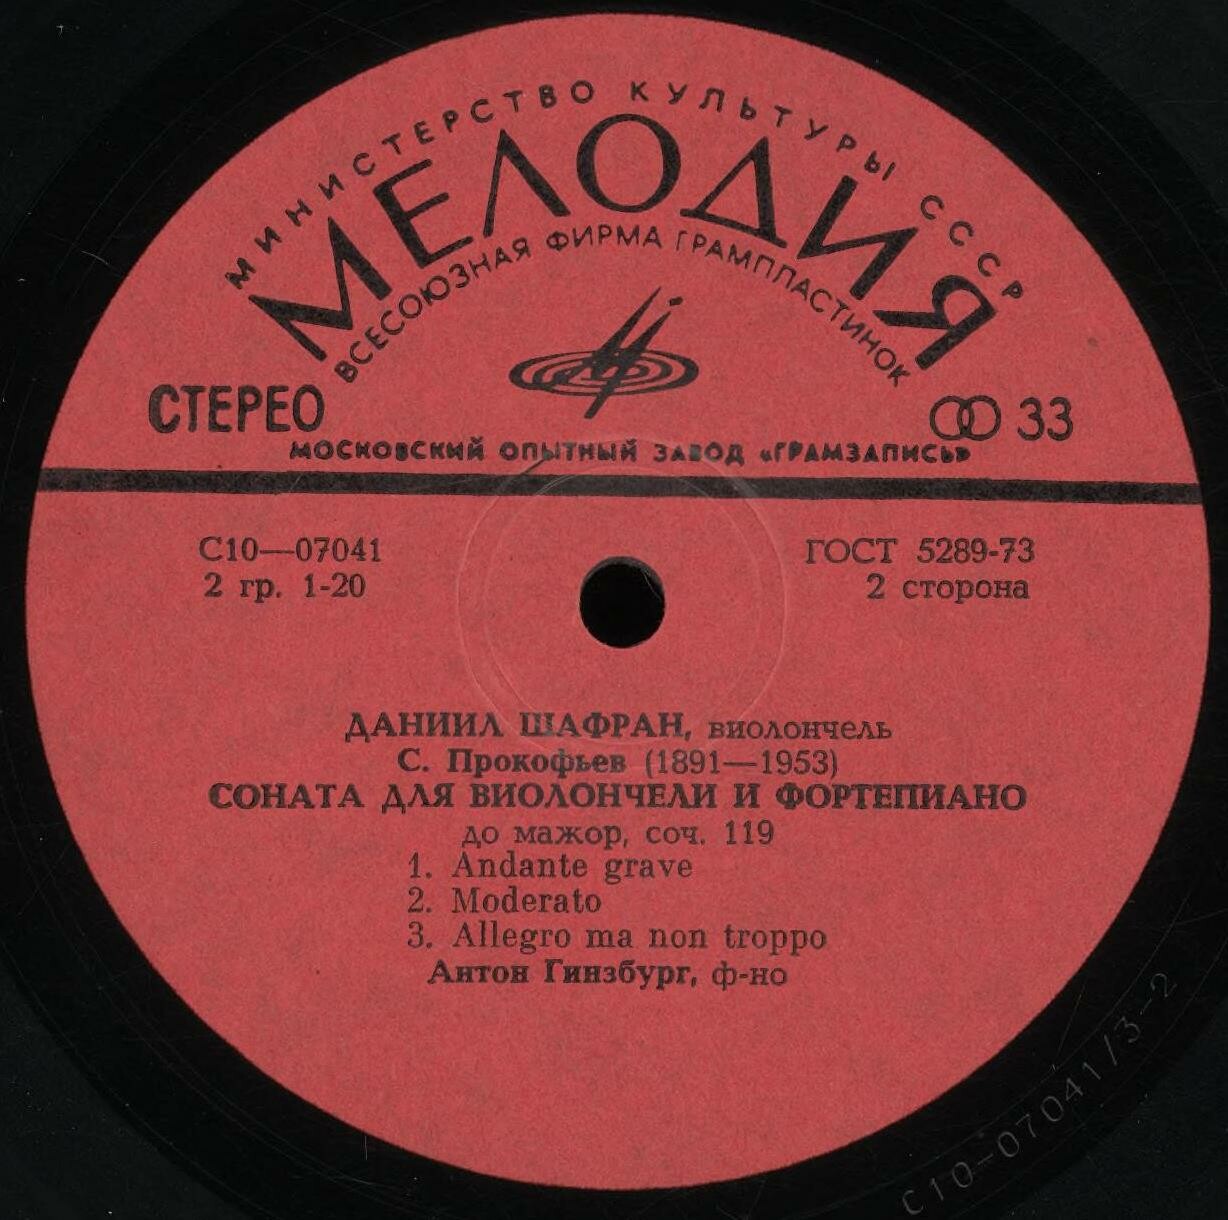 МИНИСТЕРСТВО КУЛЬТУРЫ СССР
МЕЛОДИЯ
ВСЕСОЮЗНАЯ ФИРМА ГРАМПЛАСТИНОК
СТЕРЕО
33
МОСКОВСКИЙ ОПЫТНЫЙ ЗАВОД «ГРАМЗАПИСЬ»
С10—07041
ГОСТ 5289-73
2 гр. 1-20
2 сторона
ДАНИИЛ ШАФРАН, виолончель
С. Прокофьев (1891—1953)
СОНАТА ДЛЯ ВИОЛОНЧЕЛИ И ФОРТЕПИАНО
до мажор, соч. 119
1. Andante grave
2. Moderato
3. Allegro ma non troppo
Антон Гинзбург, ф-но
С10-07041/3-2